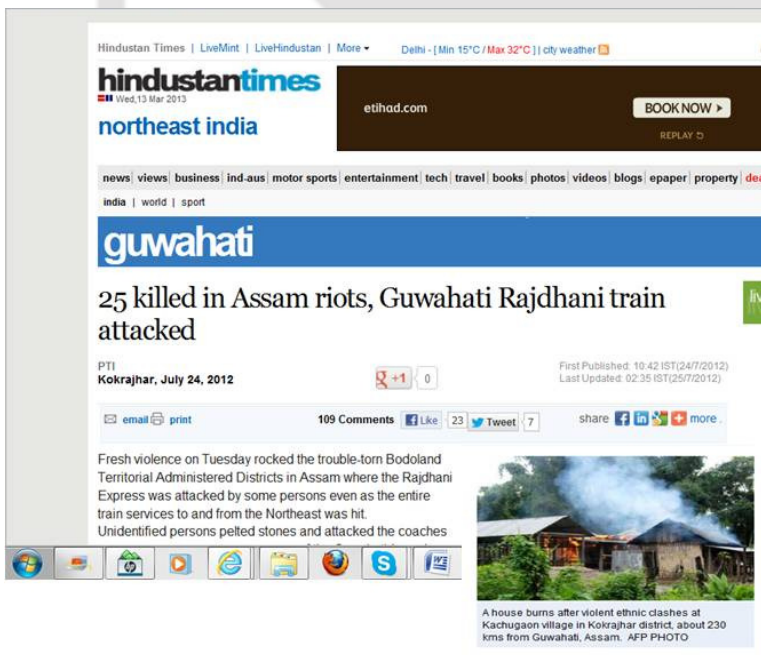 Hindustan Times | LiveMint | LiveHindustan | More
Delhi - [ Min 15°C / Max 32°C ] | city weather
hindustantimes
Wed,13 Mar 2013
northeast india
etihad.com
BOOK NOW
REPLAY
news| views| business| ind-aus| motor sports| entertainment| tech| travel| books| photos| videos| blogs| epaper| property|
india | world | sport
guwahati
25 killed in Assam riots, Guwahati Rajdhani train
attacked
PTI
Kokrajhar, July 24, 2012
+1 0
First Published: 10:42 IST(24/7/2012)
Last Updated: 02:35 IST(25/7/2012)
email print
109 Comments Like 23 Tweet 7
share more.
Fresh violence on Tuesday rocked the trouble-torn Bodoland
Territorial Administered Districts in Assam where the Rajdhani
Express was attacked by some persons even as the entire
train services to and from the Northeast was hit.
Unidentified persons pelted stones and attacked the coaches
hp
A house burns after violent ethnic clashes at
Kachugaon village in Kokrajhar district, about 230
kms from Guwahati, Assam. AFP PHOTO